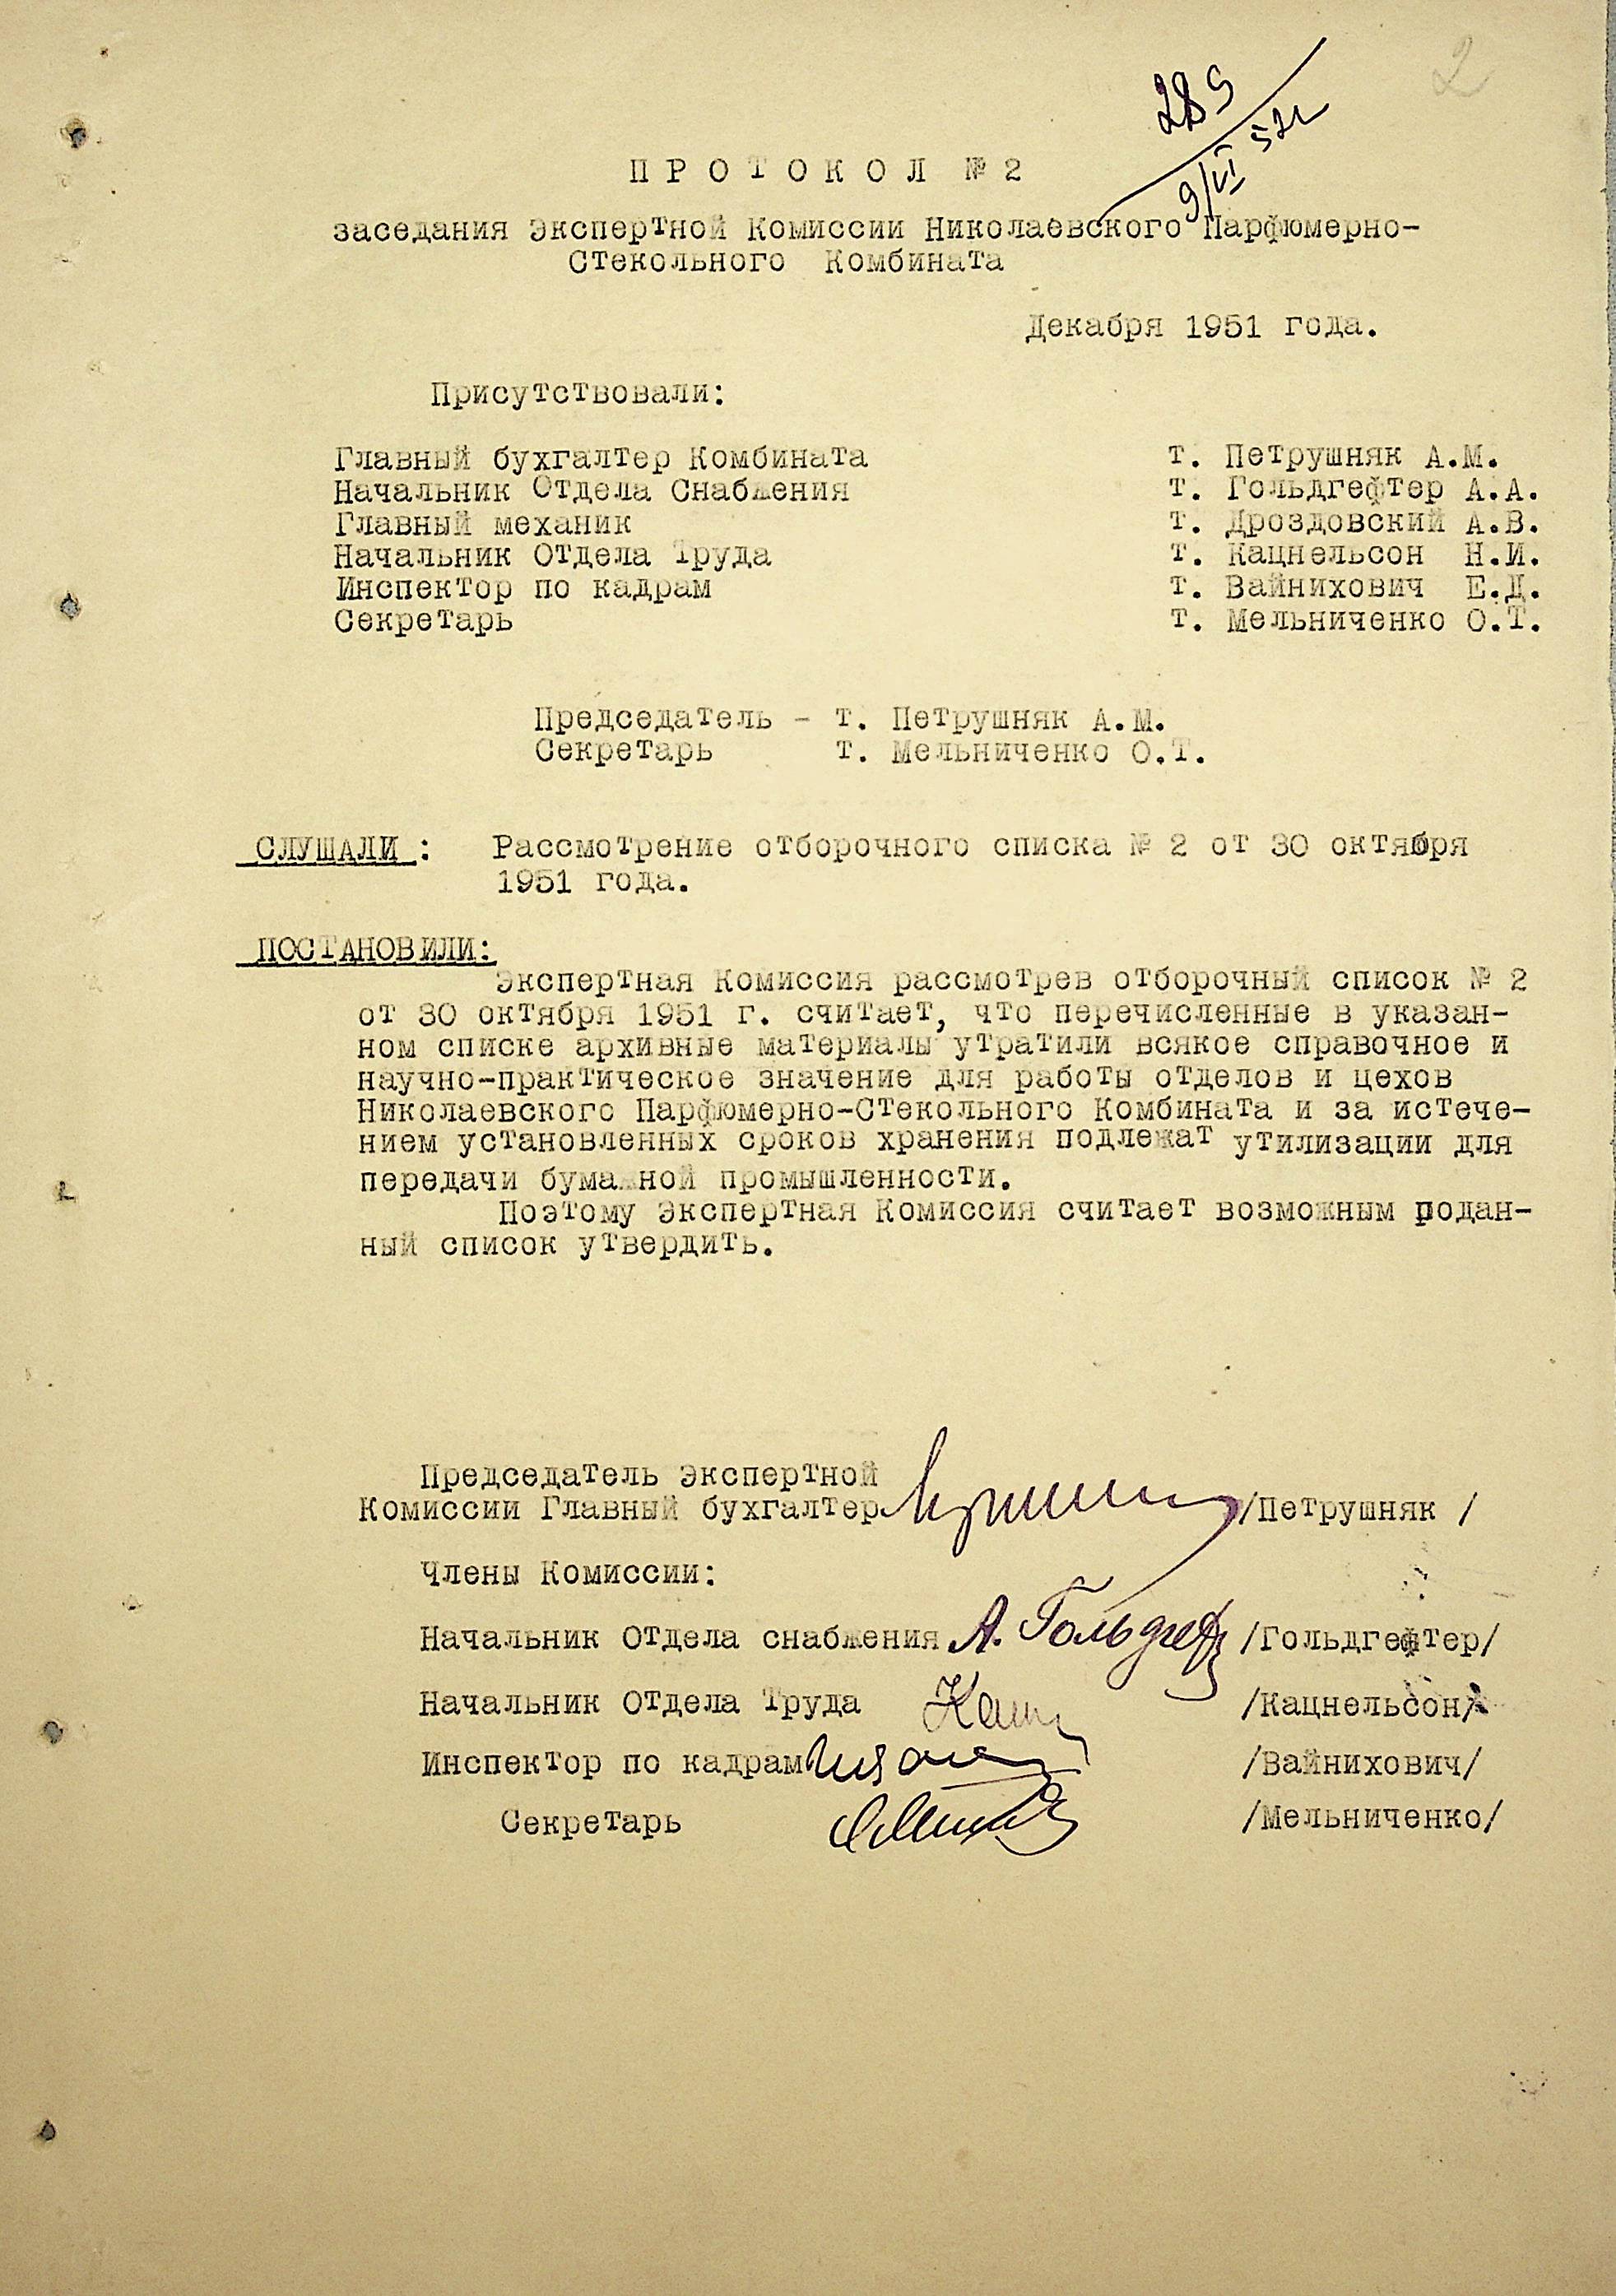 2
289
9/VI 52г
ПРОТОКОЛ № 2
заседания Экспертной Комиссии Николаевского Парфюмерно-
Стекольного Комбината
Декабря 1951 года.
Присутствовали:
Главный бухгалтер Комбината т. Петрушняк А.М.
Начальник Отдела Снабжения т. Гольдгефтер А.А.
Главный механик т. Дроздовский А.В.
Начальник Отдела Труда т. Кацнельсон Н.И.
Инспектор по кадрам т. Вайнихович Е.Д.
Секретарь т. Мельниченко О.Т.
Председатель - т. Петрушняк А.М.
Секретарь т. Мельниченко О.Т.
СЛУШАЛИ: Рассмотрение отборочного списка № 2 от 30 октября
1951 года.
ПОСТАНОВИЛИ:
Экспертная Комиссия рассмотрев отборочный список № 2
от 30 октября 1951 г. считает, что перечисленные в указан-
ном списке архивные материалы утратили всякое справочное и
научно-практическое значение для работы отделов и цехов
Николаевского Парфюмерно-Стекольного Комбината и за истече-
нием установленных сроков хранения подлежат утилизации для
передачи бумажной промышленности.
Поэтому Экспертная Комиссия считает возможным подан-
ный список утвердить.
Председатель Экспертной
Комиссии Главный бухгалтер /Петрушняк /
Члены Комиссии:
Начальник Отдела снабжения А. Гольдгеф /Гольдгефтер/
Начальник Отдела Труда /Кацнельсон/
Инспектор по кадрам /Вайнихович/
Секретарь /Мельниченко/